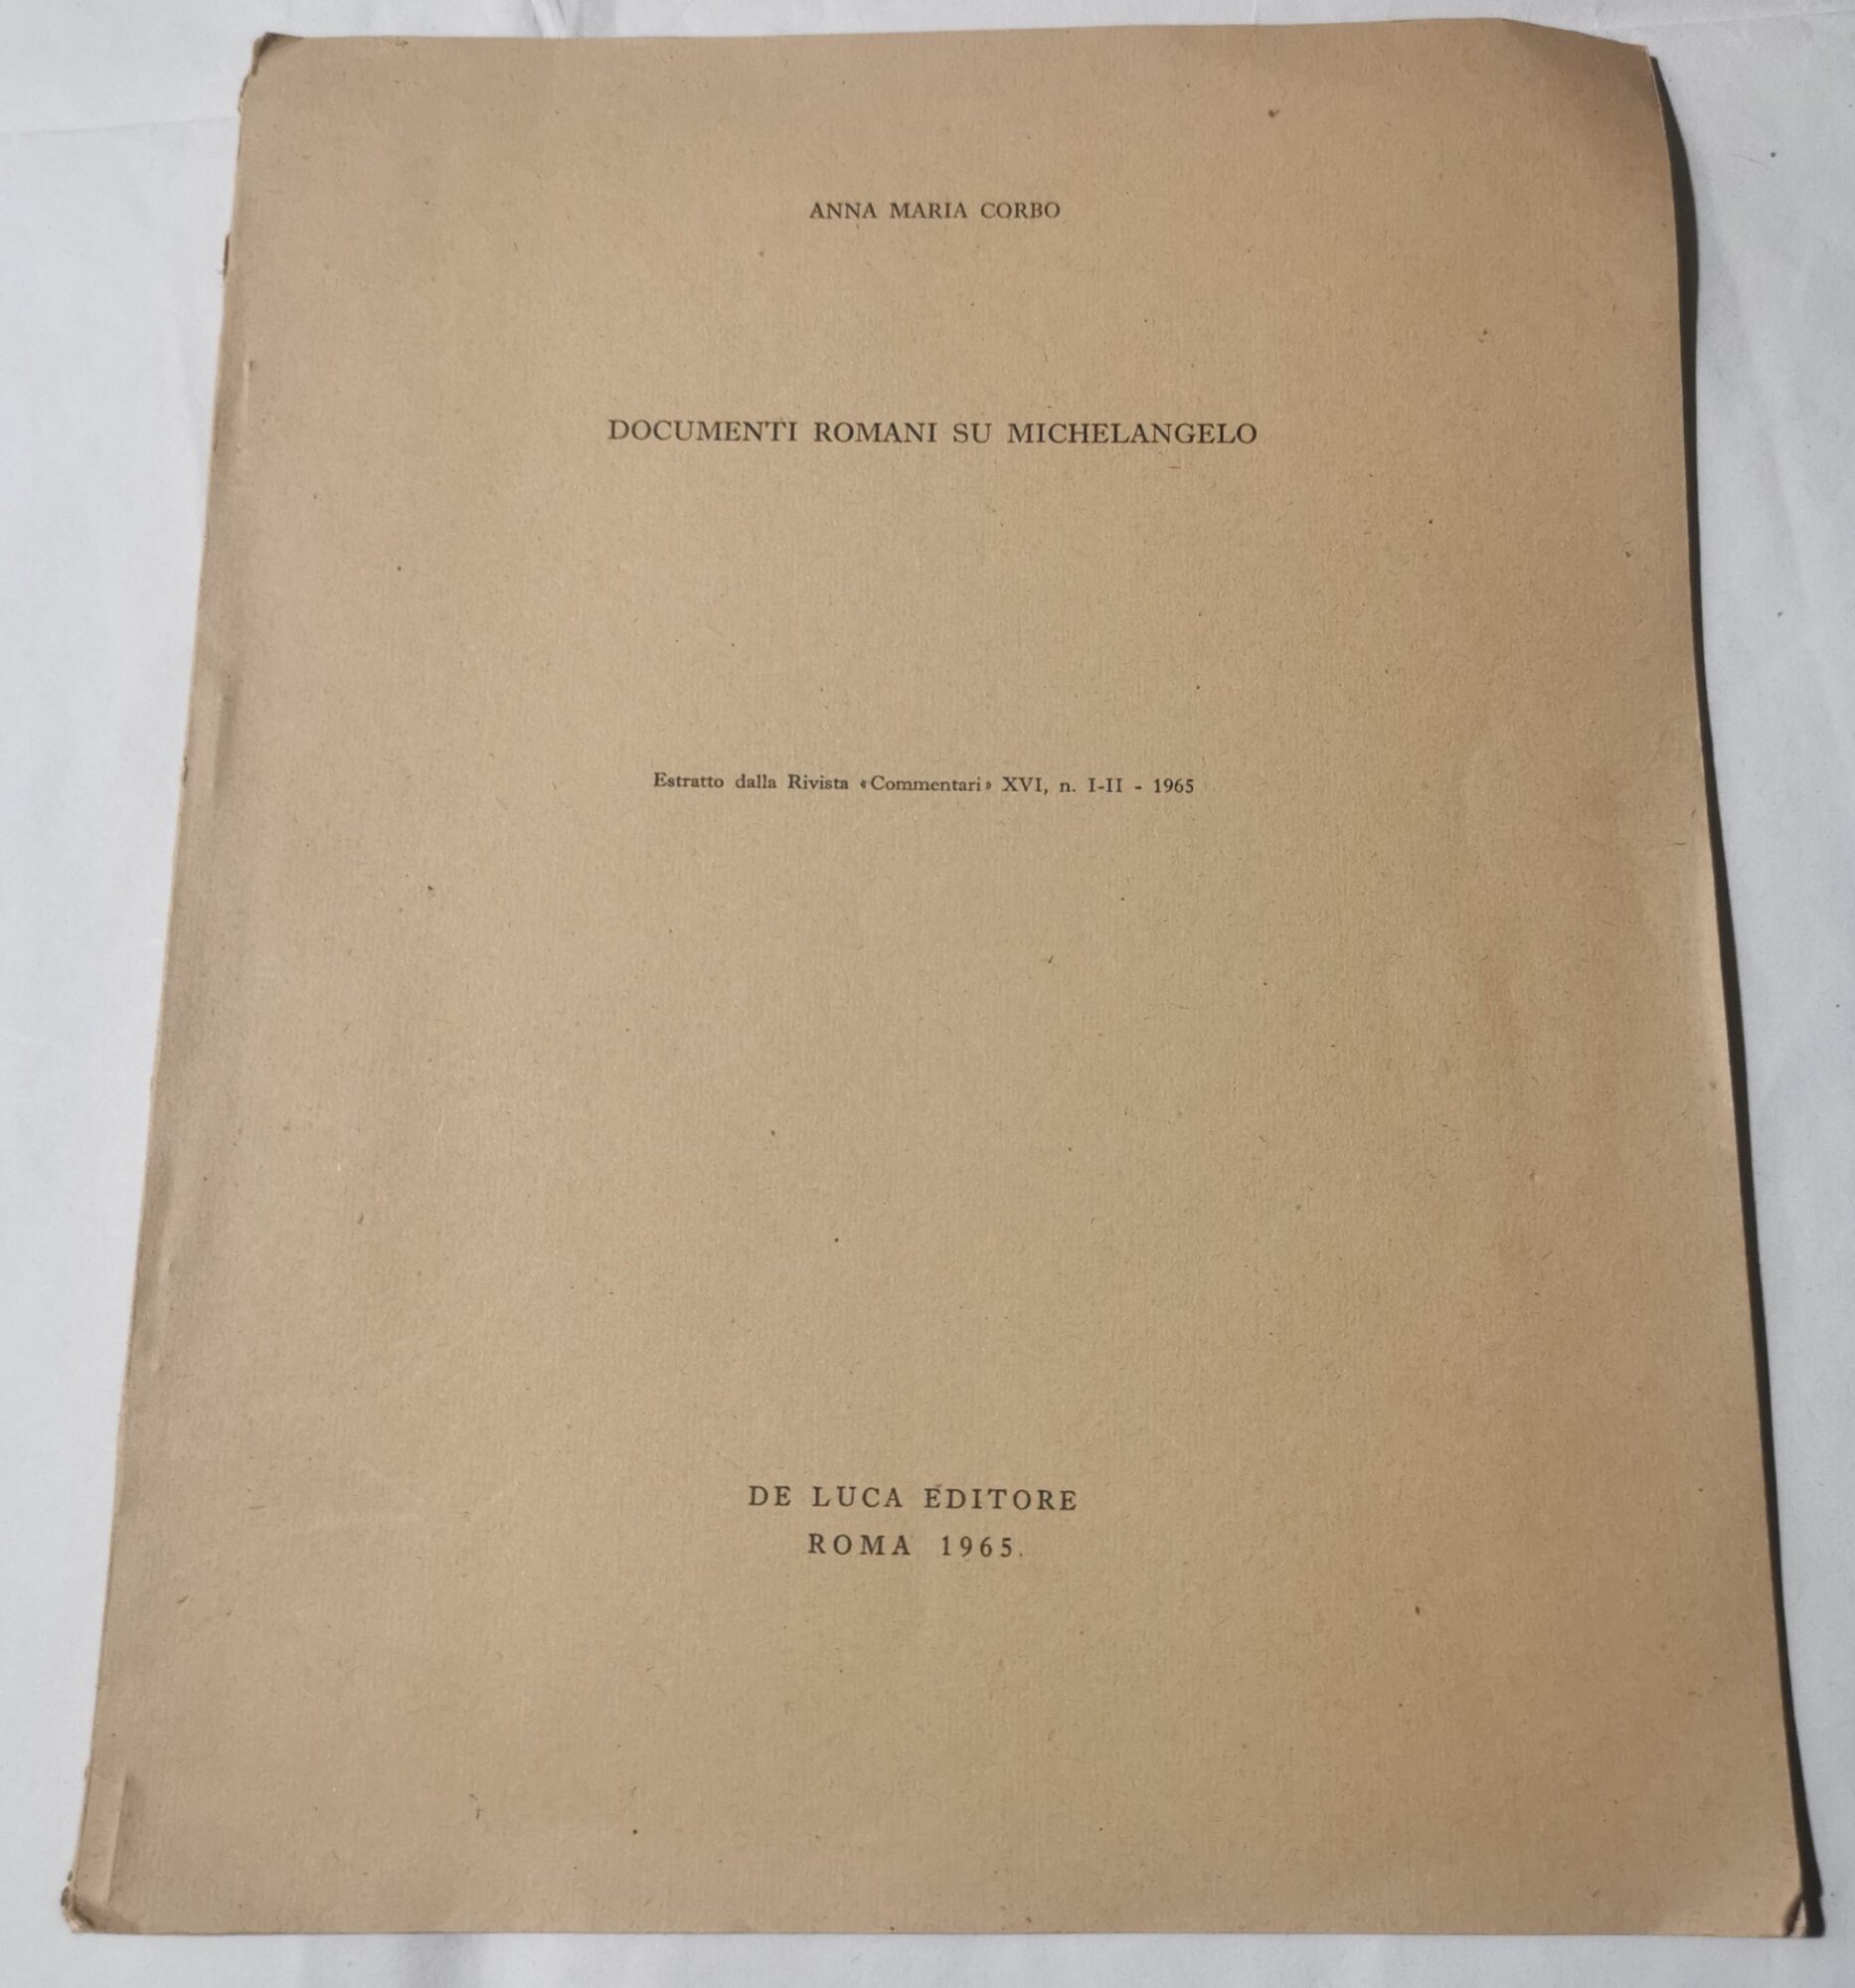 ANNA MARIA CORBO
DOCUMENTI ROMANI SU MICHELANGELO
Estratto dalla Rivista «Commentari» XVI, n. I-II - 1965
DE LUCA EDITORE
ROMA 1965.